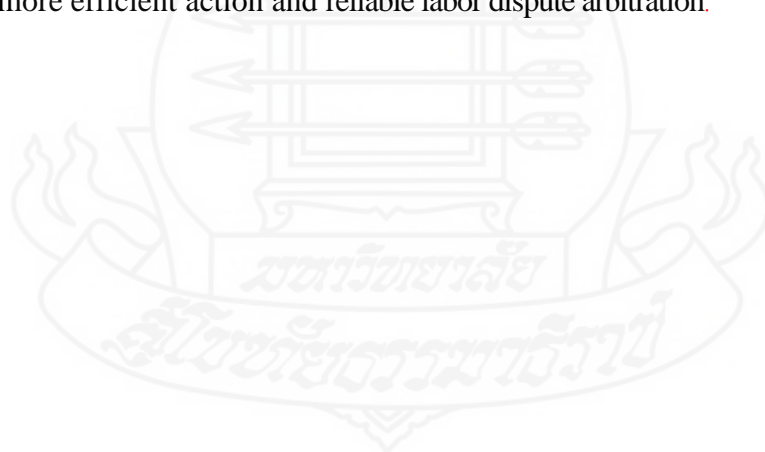 more efficient action and reliable labor dispute arbitration.
มหาวิทยาลัย
สุโขทัยธรรมาธิราช